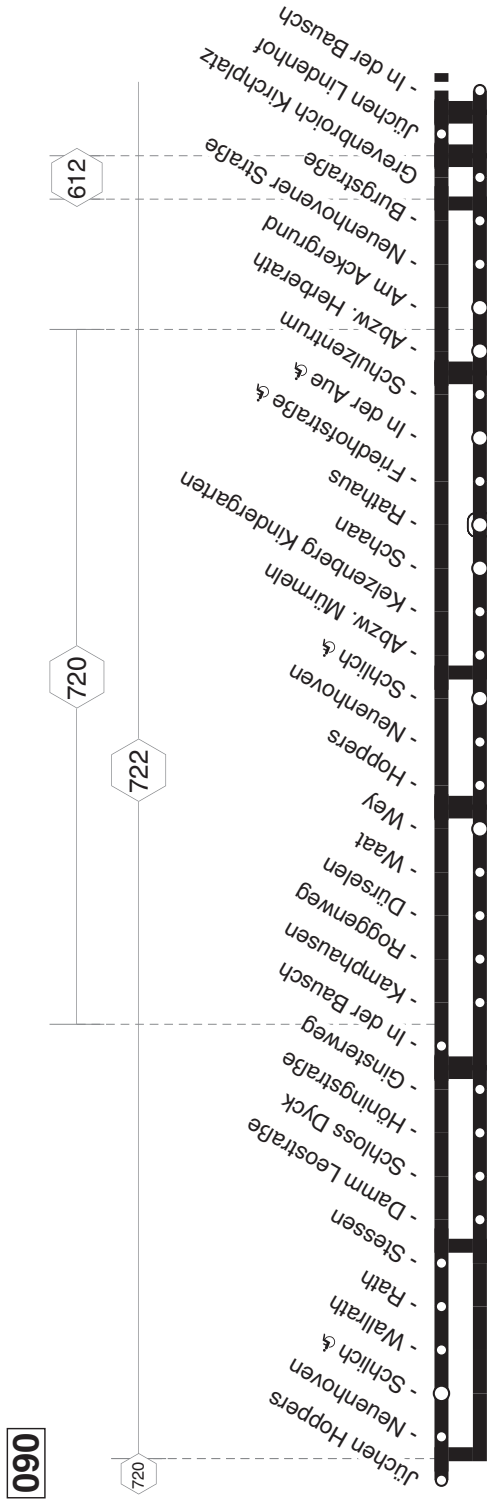 090
720
722
720
612
Jüchen Hoppers
- Neuenhoven
- Schlich
- Wallrath
- Rath
- Stessen
- Damm Leostraße
- Schloss Dyck
- Höningstraße
- Ginsterweg
- In der Bausch
- Kamphausen
- Roggenweg
- Dürselen
- Waat
- Wey
- Hoppers
- Neuenhoven
- Schlich
- Abzw. Mürmeln
- Kelzenberg Kindergarten
- Schaan
- Rathaus
- Friedhofstraße
- In der Aue
- Schulzentrum
- Abzw. Herberath
- Am Ackergrund
- Neuenhovener Straße
- Burgstraße
Grevenbroich Kirchplatz
Jüchen Lindenhof
- In der Bausch